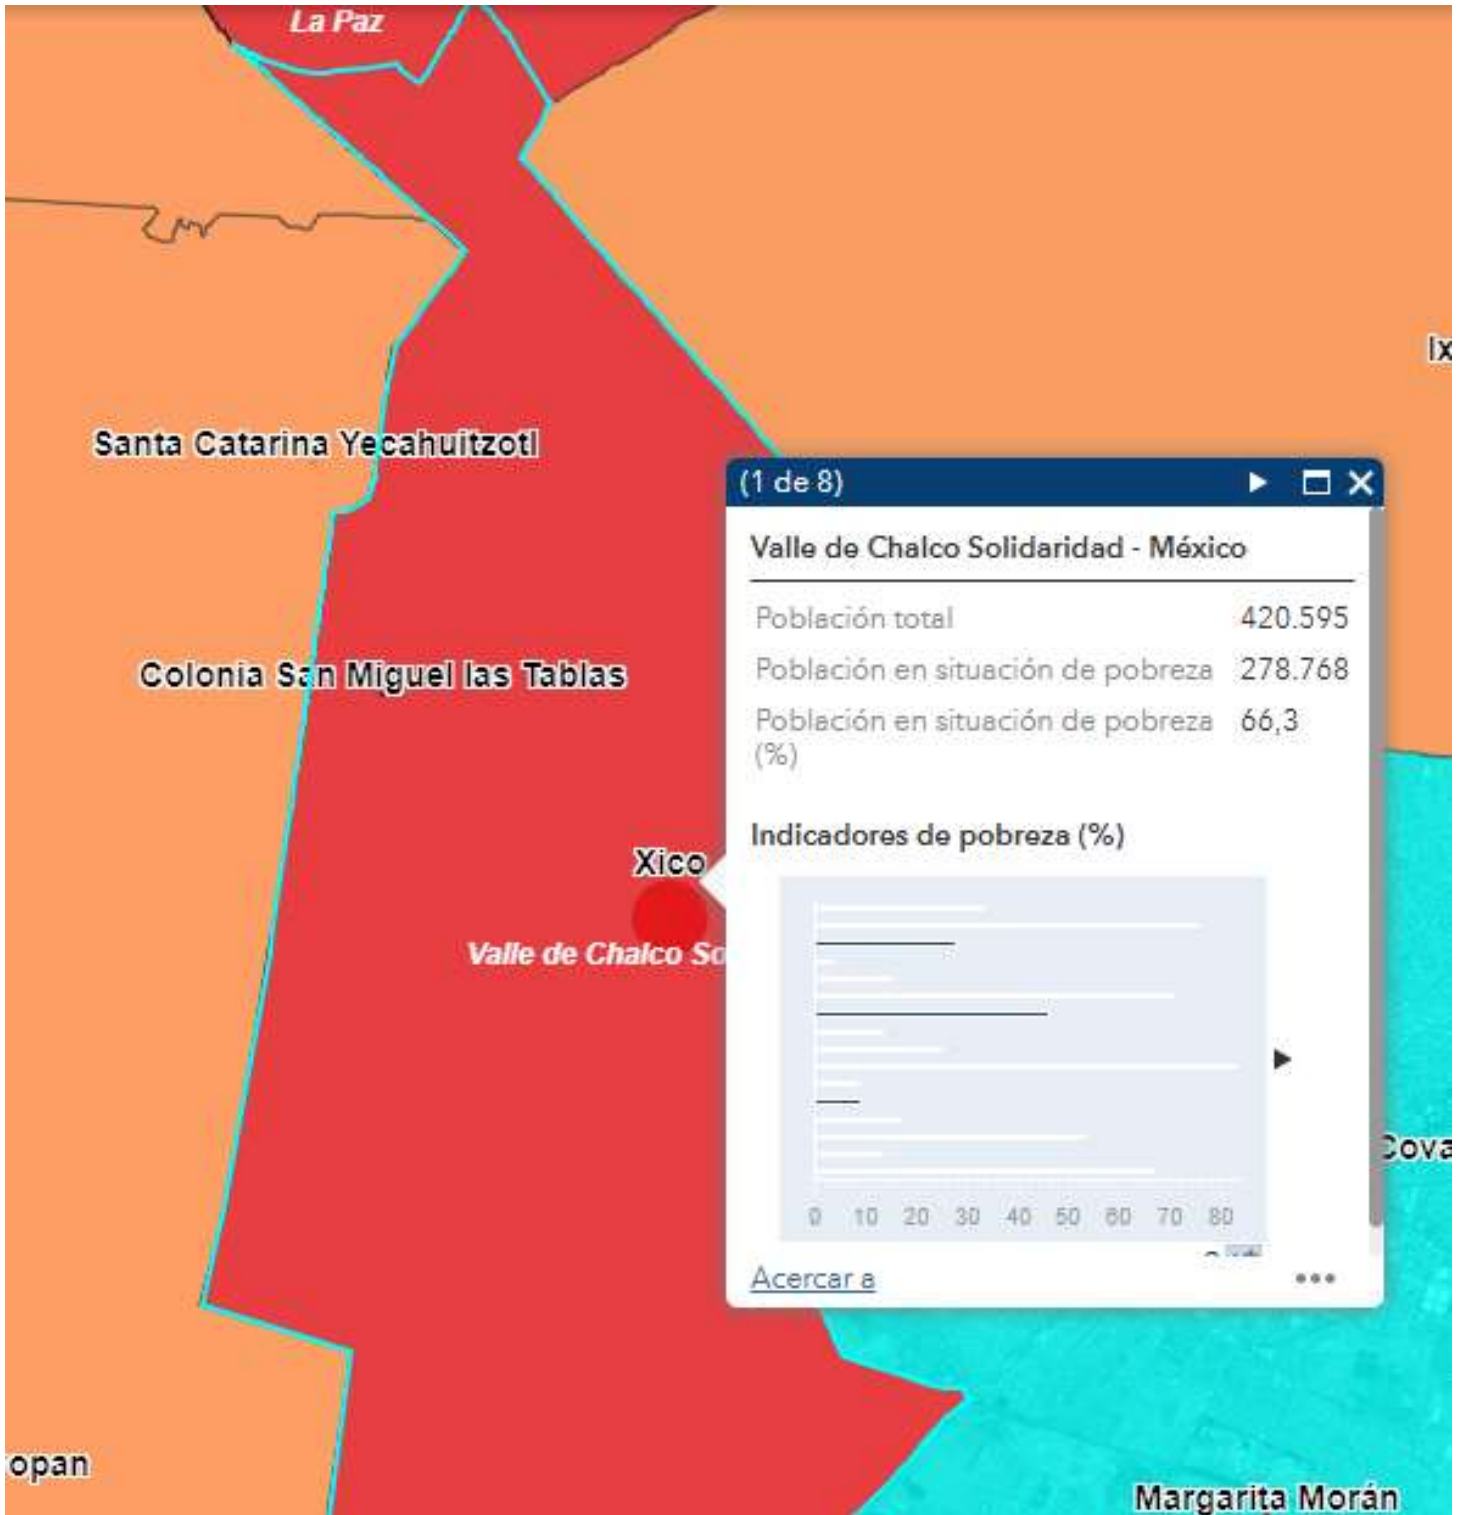 La Paz
Ix
Santa Catarina Yecahuitzotl
(1 de 8)
Valle de Chalco Solidaridad - México
Población total 420.595
Población en situación de pobreza 278.768
Población en situación de pobreza 66,3
(%)
Colonia San Miguel las Tablas
Indicadores de pobreza (%)
Xico
Valle de Chalco So
Cova
0 10 20 30 40 50 60 70 80
Acercar a
opan
Margarita Morán